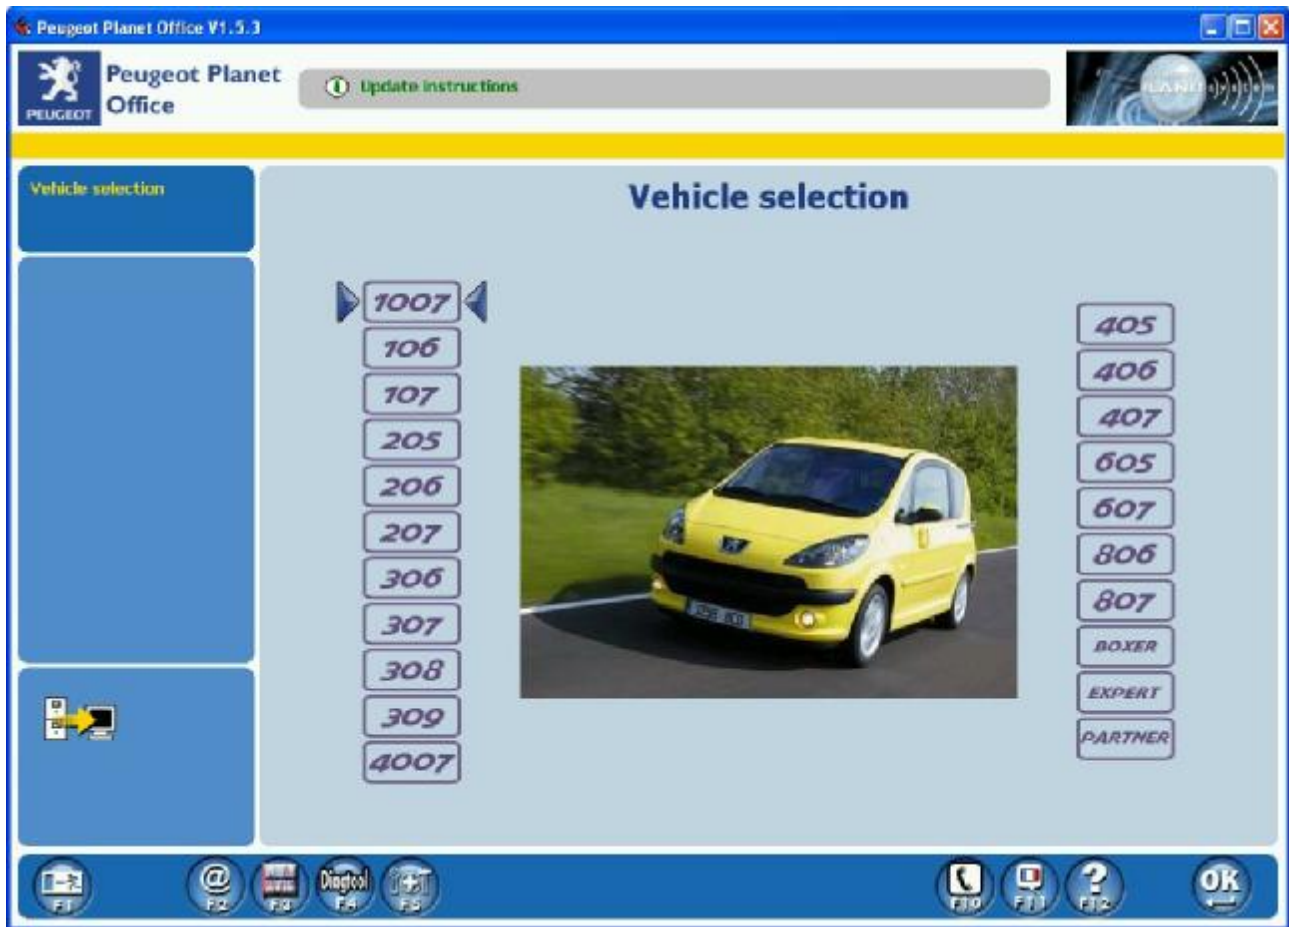 Peugeot Planet Office V1.5.3
PEUGEOT
Peugeot Planet
Office
Update instructions
Vehicle selection
Vehicle selection
1007
106
107
205
206
207
306
307
308
309
4007
405
406
407
605
607
806
807
BOXER
EXPERT
PARTNER
F1
@
F2
F3
Diagtool
F4
F5
F10
F11
?
F12
OK